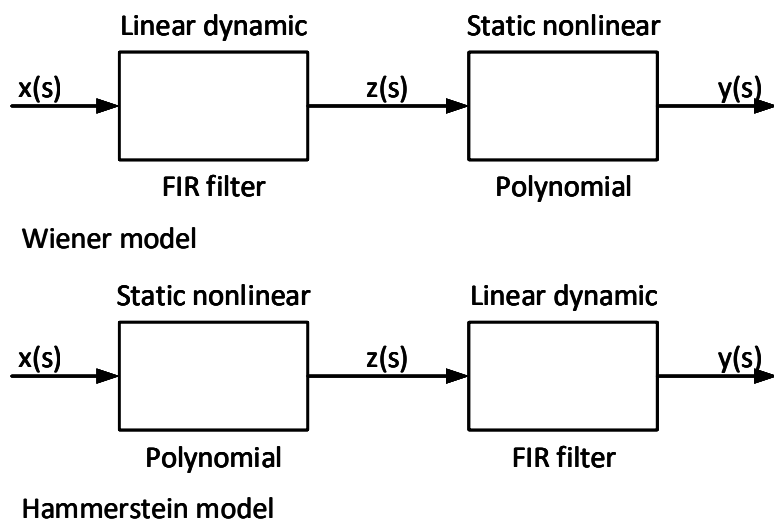 Linear dynamic Static nonlinear
x(s) z(s) y(s)
FIR filter Polynomial
Wiener model
Static nonlinear Linear dynamic
x(s) z(s) y(s)
Polynomial FIR filter
Hammerstein model